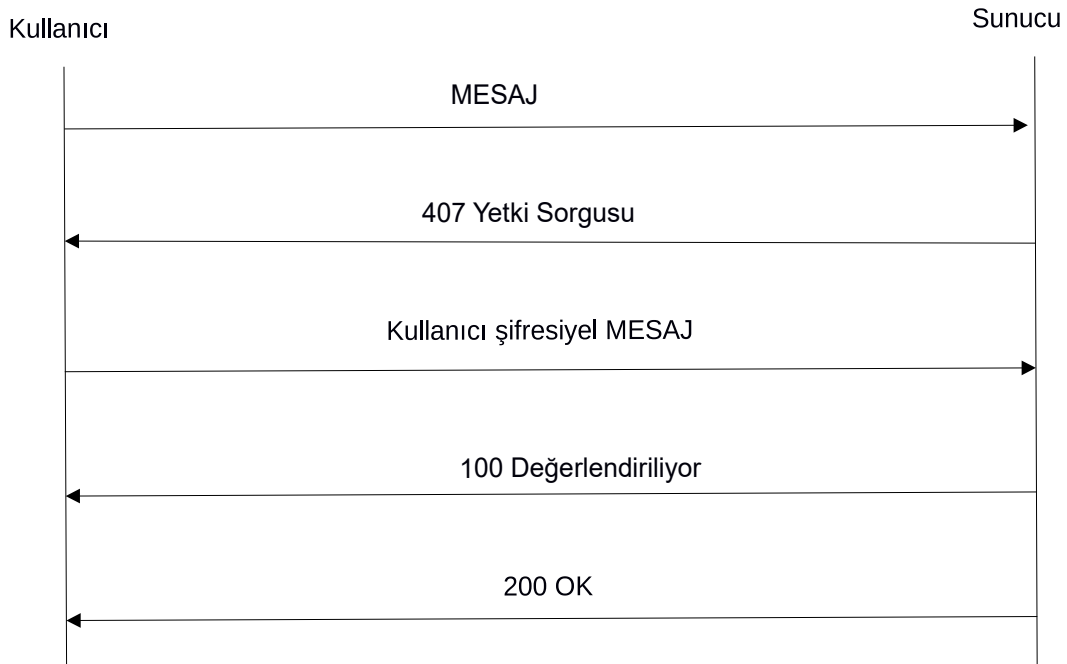 Kullanıcı
Sunucu
MESAJ
407 Yetki Sorgusu
Kullanıcı şifresiyel MESAJ
100 Değerlendiriliyor
200 OK